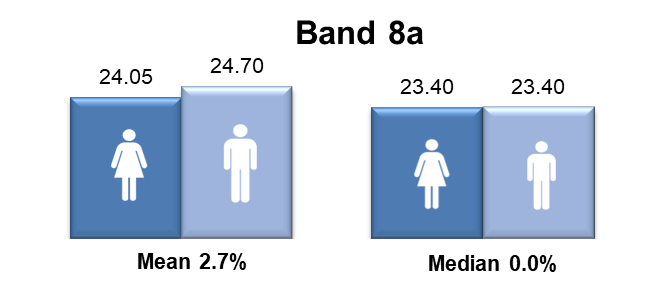 Band 8a
24.05 24.70
23.40 23.40
Mean 2.7%
Median 0.0%